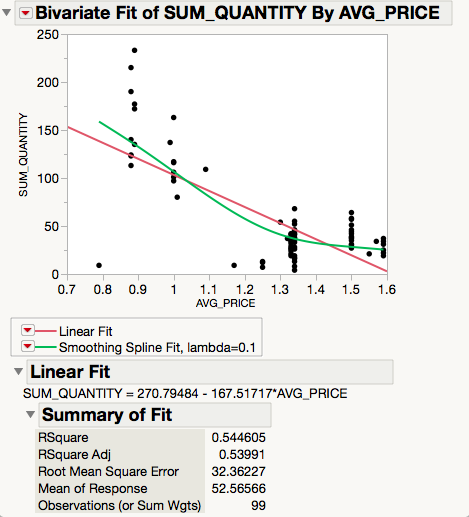 Bivariate Fit of SUM_QUANTITY By AVG_PRICE
250
200
150
100
50
0
SUM_QUANTITY
0.7 0.8 0.9 1 1.1 1.2 1.3 1.4 1.5 1.6
AVG_PRICE
Linear Fit
Smoothing Spline Fit, lambda=0.1
Linear Fit
SUM_QUANTITY = 270.79484 - 167.51717*AVG_PRICE
Summary of Fit
RSquare 0.544605
RSquare Adj 0.53991
Root Mean Square Error 32.36227
Mean of Response 52.56566
Observations (or Sum Wgts) 99